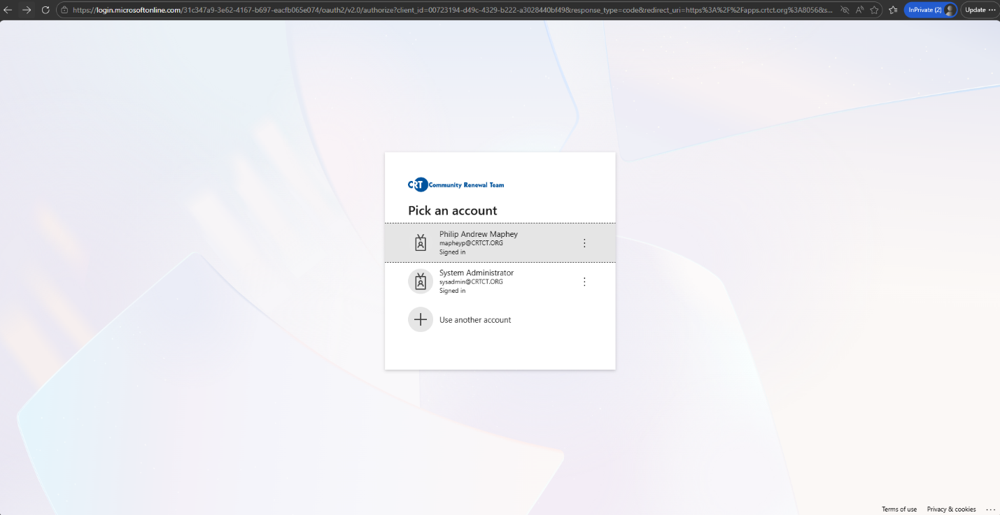 https://login.microsoftonline.com/31c347a9-3e62-4167-b697-eacfb065e074/oauth2/v2.0/authorize?client_id=00723194-d49c-4329-b222-a3028440bf49&response_type=code&redirect_uri=https%3A%2F%2Fapps.crtct.org%3A8056&s...
InPrivate (2)
Update
CRT Community Renewal Team
Pick an account
Philip Andrew Maphey
mapheyp@CRTCT.ORG
Signed in
System Administrator
sysadmin@CRTCT.ORG
Signed in
Use another account
Terms of use
Privacy & cookies